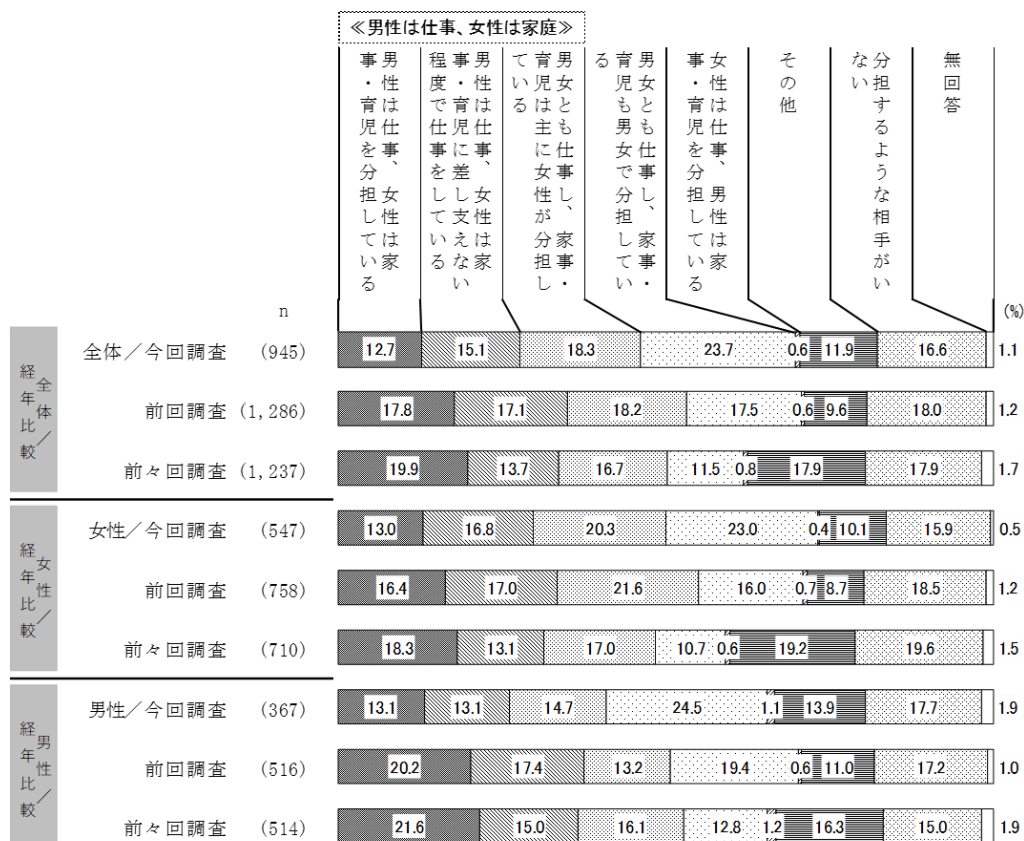 ≪男性は仕事、女性は家庭≫
男性は仕事、女性は家
事・育児を分担している
男性は仕事、女性は家
事・育児に差し支えない
程度で仕事をしている
男女とも仕事し、家事・
育児は主に女性が分担し
ている
男女とも仕事し、家事・
育児も男女で分担してい
る
女性は仕事、男性は家
事・育児を分担している
その他
分担するような相手がい
ない
無回答
n
(%)
全体/
経年比較
全体/今回調査 (945) 12.7 15.1 18.3 23.7 0.6 11.9 16.6 1.1
前回調査 (1,286) 17.8 17.1 18.2 17.5 0.6 9.6 18.0 1.2
前々回調査 (1,237) 19.9 13.7 16.7 11.5 0.8 17.9 17.9 1.7
女性/
経年比較
女性/今回調査 (547) 13.0 16.8 20.3 23.0 0.4 10.1 15.9 0.5
前回調査 (758) 16.4 17.0 21.6 16.0 0.7 8.7 18.5 1.2
前々回調査 (710) 18.3 13.1 17.0 10.7 0.6 19.2 19.6 1.5
男性/
経年比較
男性/今回調査 (367) 13.1 13.1 14.7 24.5 1.1 13.9 17.7 1.9
前回調査 (516) 20.2 17.4 13.2 19.4 0.6 11.0 17.2 1.0
前々回調査 (514) 21.6 15.0 16.1 12.8 1.2 16.3 15.0 1.9